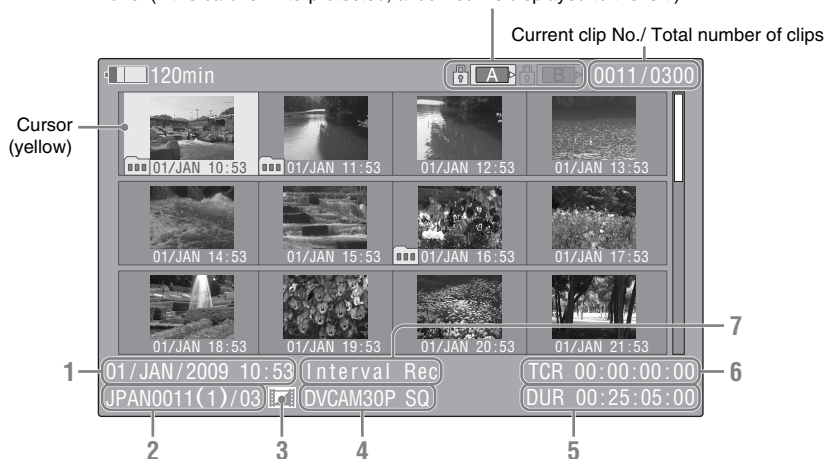 Current clip No./ Total number of clips
120min
A
B
0011/0300
Cursor
(yellow)
01/JAN 10:53
01/JAN 11:53
01/JAN 12:53
01/JAN 13:53
01/JAN 14:53
01/JAN 15:53
01/JAN 16:53
01/JAN 17:53
01/JAN 18:53
01/JAN 19:53
01/JAN 20:53
01/JAN 21:53
7
1
01/JAN/2009 10:53
Interval Rec
TCR 00:00:00:00
6
JPAN0011(1)/03
DVCAM30P SQ
DUR 00:25:05:00
2
3
4
5